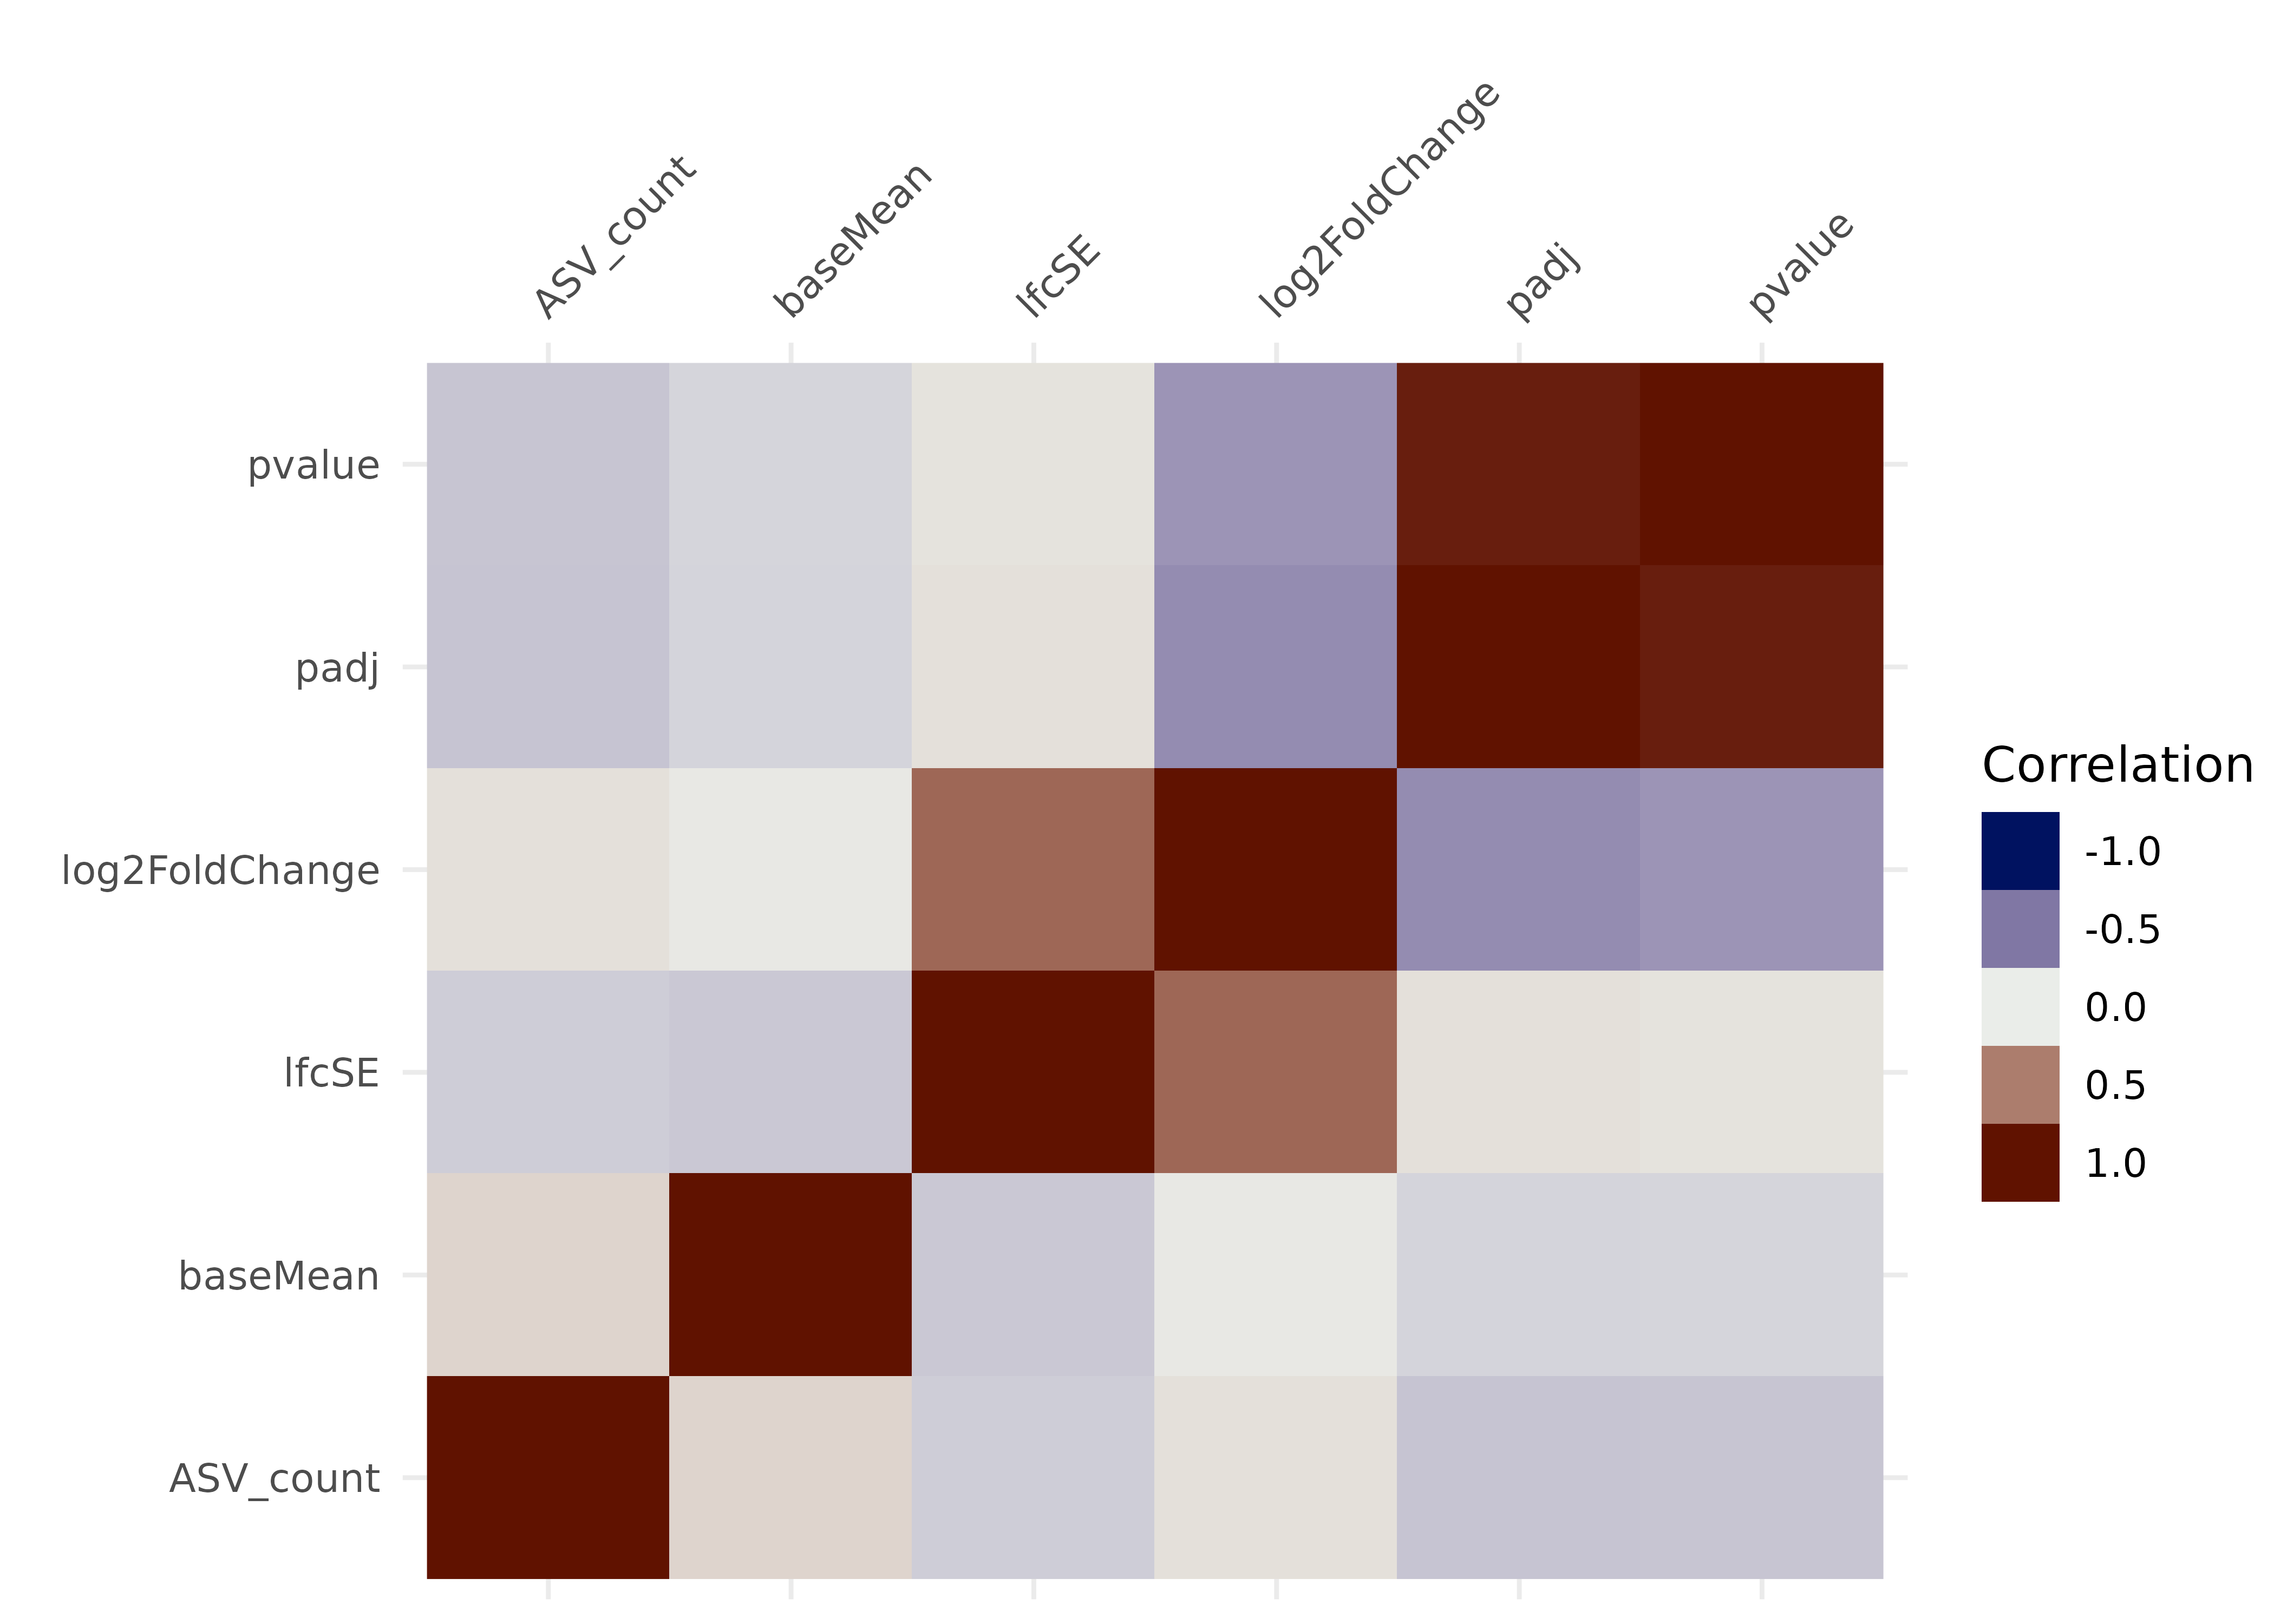 ASV_count
baseMean
lfcSE
log2FoldChange
padj
pvalue
pvalue
padj
log2FoldChange
lfcSE
baseMean
ASV_count
Correlation
-1.0
-0.5
0.0
0.5
1.0